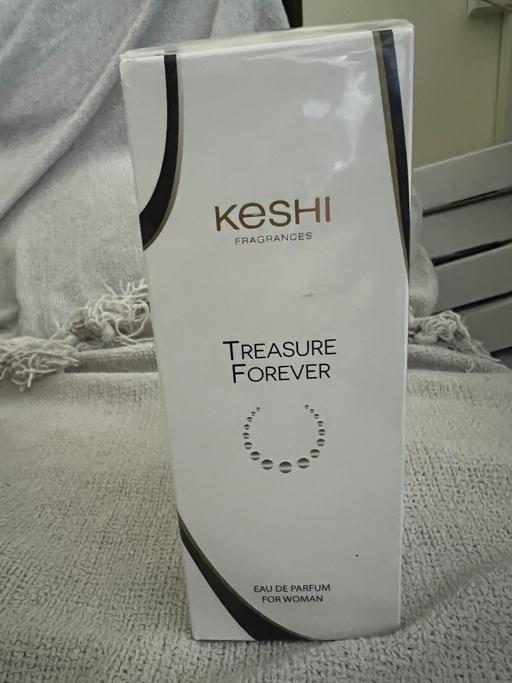 KeSHI
FRAGRANCES
TREASURE
FOREVER
EAU DE PARFUM
FOR WOMAN